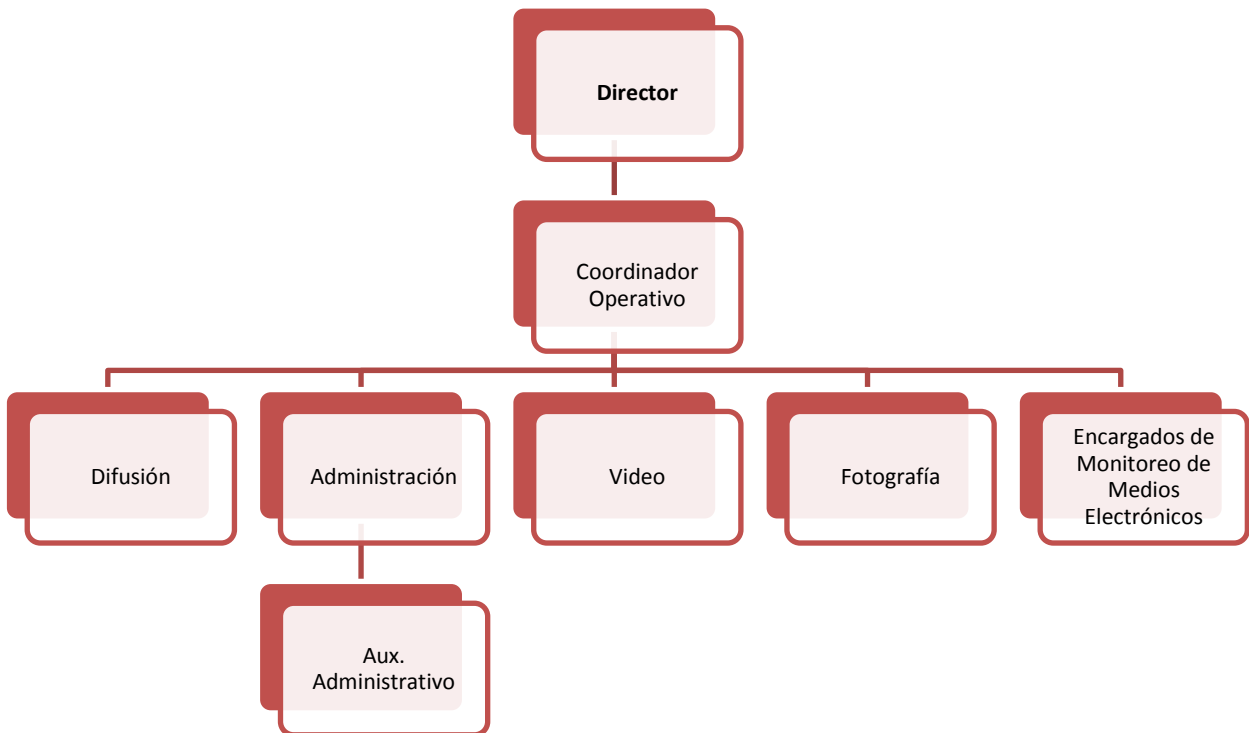 Director
Coordinador
Operativo
Difusión
Administración
Video
Fotografía
Encargados de
Monitoreo de
Medios
Electrónicos
Aux.
Administrativo